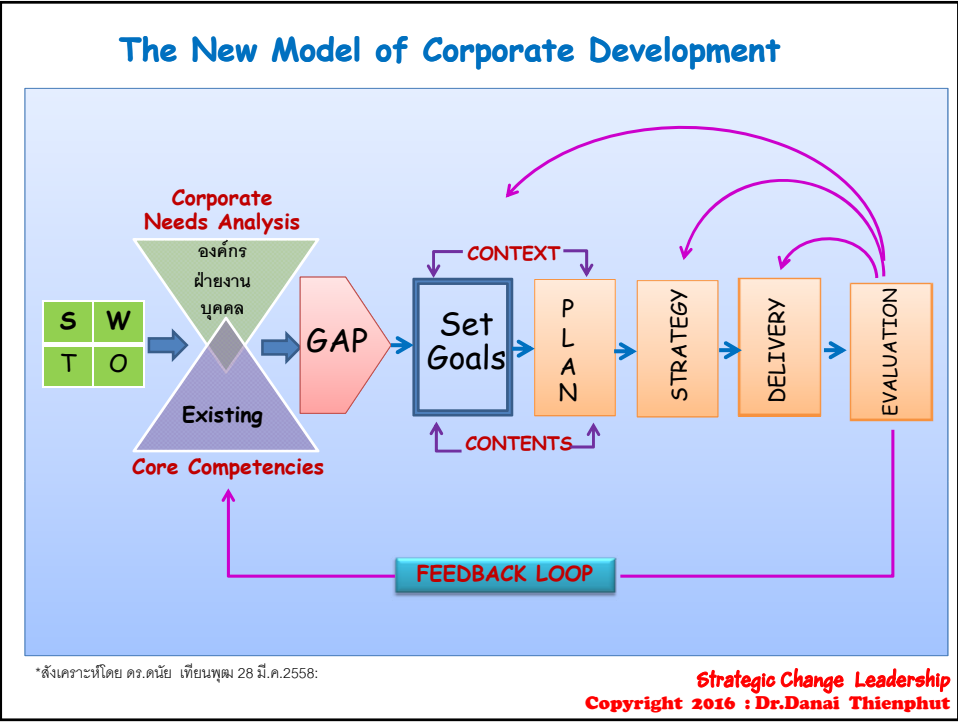 The New Model of Corporate Development
Corporate
Needs Analysis
องค์กร
ฝ่ายงาน
บุคคล
S W
T O
Existing
Core Competencies
GAP
CONTEXT
Set
Goals
P
L
A
N
CONTENTS
STRATEGY
DELIVERY
EVALUATION
FEEDBACK LOOP
*สังเคราะห์โดย ดร.ดนัย เทียนพุฒ 28 มี.ค.2558:
Strategic Change Leadership
Copyright 2016 : Dr.Danai Thienphut